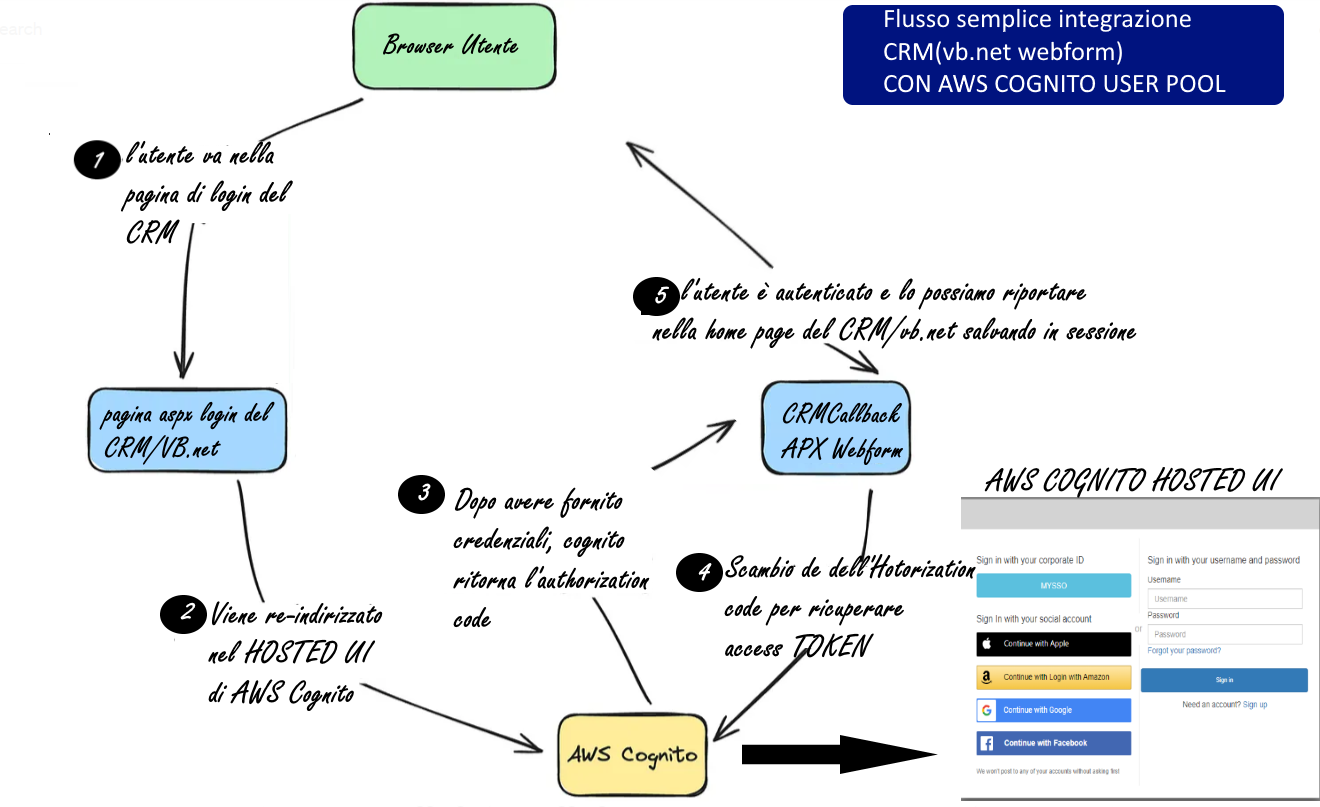 earch
Browser Utente
Flusso semplice integrazione
CRM(vb.net webform)
CON AWS COGNITO USER POOL
1
l'utente va nella
pagina di login del
CRM
5
l'utente è autenticato e lo possiamo riportare
nella home page del CRM/vb.net salvando in sessione
pagina aspx login del
CRM/VB.net
CRMCallback
APX Webform
3
Dopo avere fornito
credenziali, cognito
ritorna l'authorization
code
4
Scambio de dell'Hotorization
code per ricuperare
access TOKEN
2
Viene re-indirizzato
nel HOSTED UI
di AWS Cognito
AWS Cognito
AWS COGNITO HOSTED UI
Sign in with your corporate ID
MYSSO
Sign In with your social account
Continue with Apple
Continue with Login with Amazon
Continue with Google
Continue with Facebook
We won't post to any of your accounts without asking first
or
Sign in with your username and password
Username
Username
Password
Password
Forgot your password?
Sign in
Need an account? Sign up